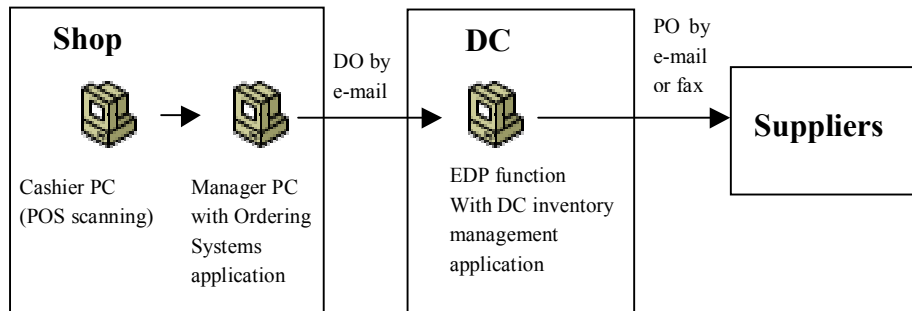 Shop
Cashier PC
(POS scanning)
Manager PC
with Ordering
Systems
application
DO by
e-mail
DC
EDP function
With DC inventory
management
application
PO by
e-mail
or fax
Suppliers